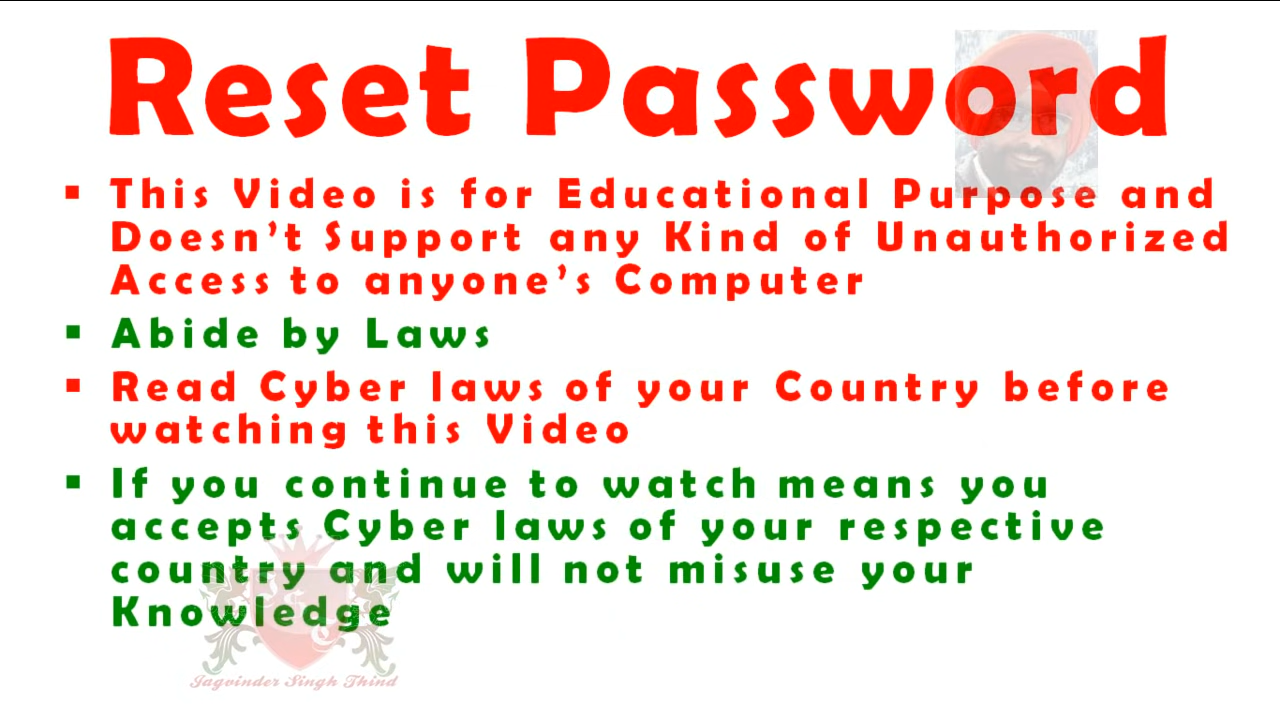 Reset Password
▪ This Video is for Educational Purpose and
Doesn't Support any Kind of Unauthorized
Access to anyone's Computer
▪ Abide by Laws
▪ Read Cyber laws of your Country before
watching this Video
▪ If you continue to watch means you
accepts Cyber laws of your respective
country and will not misuse your
Knowledge
Jagvinder Singh Thind